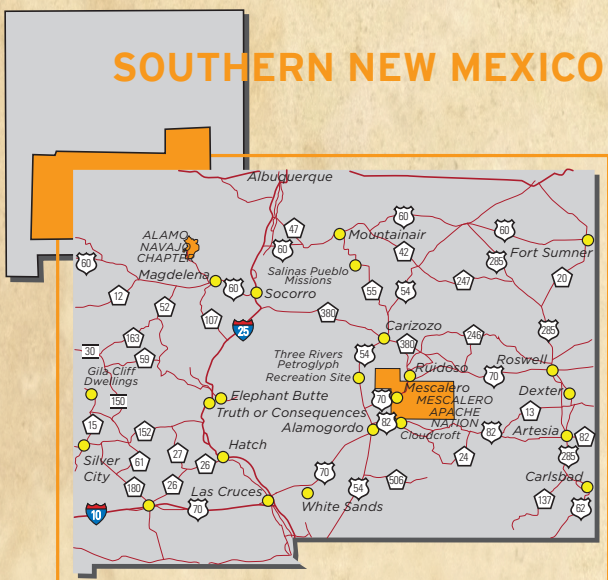 SOUTHERN NEW MEXICO
Albuquerque
ALAMO
NAVAJO
CHAPTER
47
60
Mountainair
60
42
60
285
Fort Sumner
60
Magdelena
60
Salinas Pueblo
Missions
Socorro
12
52
107
25
380
55
54
247
20
163
59
30
Gila Cliff
Dwellings
150
Carizozo
380
246
285
54
Three Rivers
Petroglyph
Recreation Site
Ruidoso
70
Roswell
Mescalero
MESCALERO
APACHE
NATION
70
82
Dexter
13
Elephant Butte
Truth or Consequences
Alamogordo
Cloudcroft
82
Artesia
82
15
152
Silver
City
61
27
26
Hatch
24
285
180
26
70
54
506
Carlsbad
Las Cruces
White Sands
137
62
10
70